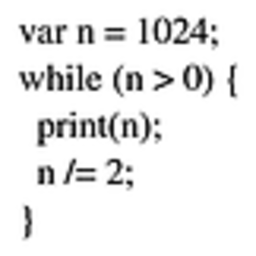 var n = 1024;
while (n > 0) {
  print(n);
  n /= 2;
}